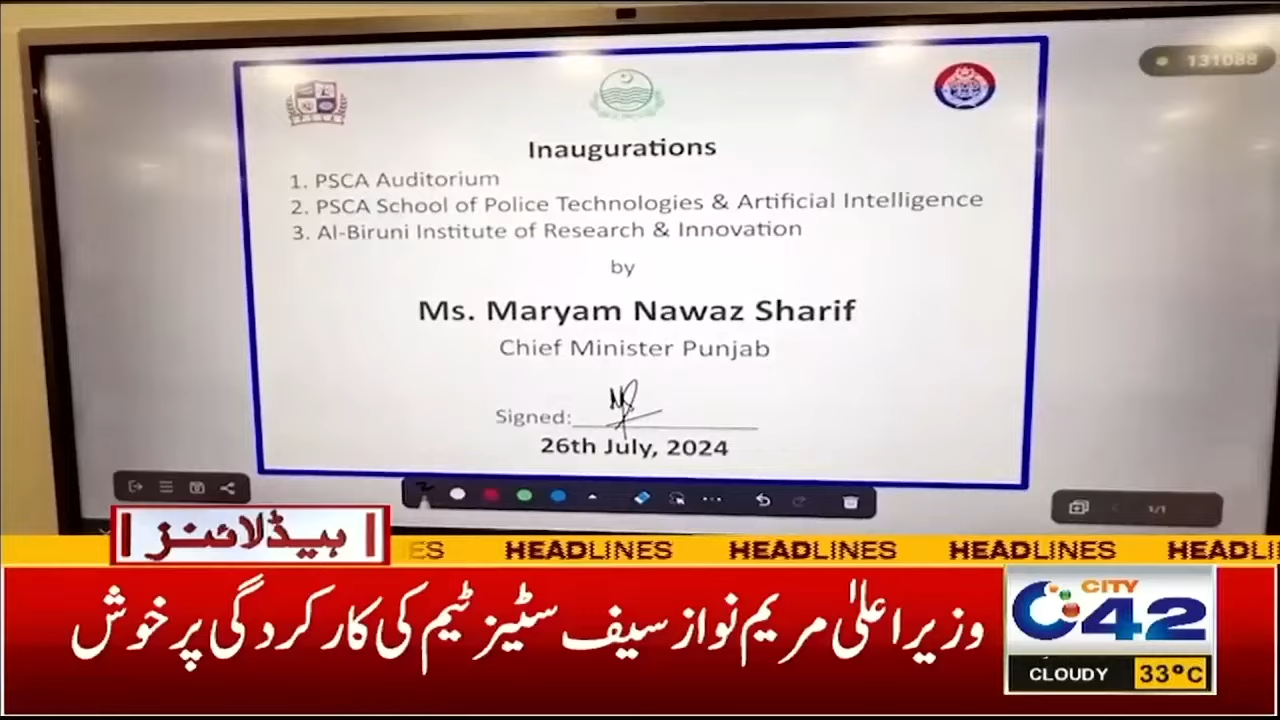 131088
PSCA
Inaugurations
1. PSCA Auditorium
2. PSCA School of Police Technologies & Artificial Intelligence
3. Al-Biruni Institute of Research & Innovation
by
Ms. Maryam Nawaz Sharif
Chief Minister Punjab
Signed:
26th July, 2024
1/1
ہیڈلائنز
ES HEADLINES HEADLINES HEADLINES HEADLI
وزیراعلیٰ مریم نواز سیف سٹیز ٹیم کی کارکردگی پر خوش
CITY
42
CLOUDY 33°C